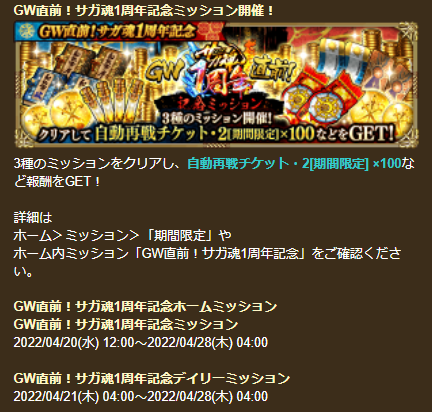 GW直前！サガ魂1周年記念ミッション開催！
GW直前！サガ魂1周年記念
サガ魂
1周年
GW 直前！
記念ミッション
3種のミッション開催！
クリアして 自動再戦チケット・2[期間限定]×100などをGET！
3種のミッションをクリアし、自動再戦チケット・2[期間限定] ×100な
ど報酬をGET！
詳細は
ホーム＞ミッション＞「期間限定」や
ホーム内ミッション「GW直前！サガ魂1周年記念」をご確認くださ
い。
GW直前！サガ魂1周年記念ホームミッション
GW直前！サガ魂1周年記念ミッション
2022/04/20(水) 12:00～2022/04/28(木) 04:00
GW直前！サガ魂1周年記念デイリーミッション
2022/04/21(木) 04:00～2022/04/28(木) 04:00